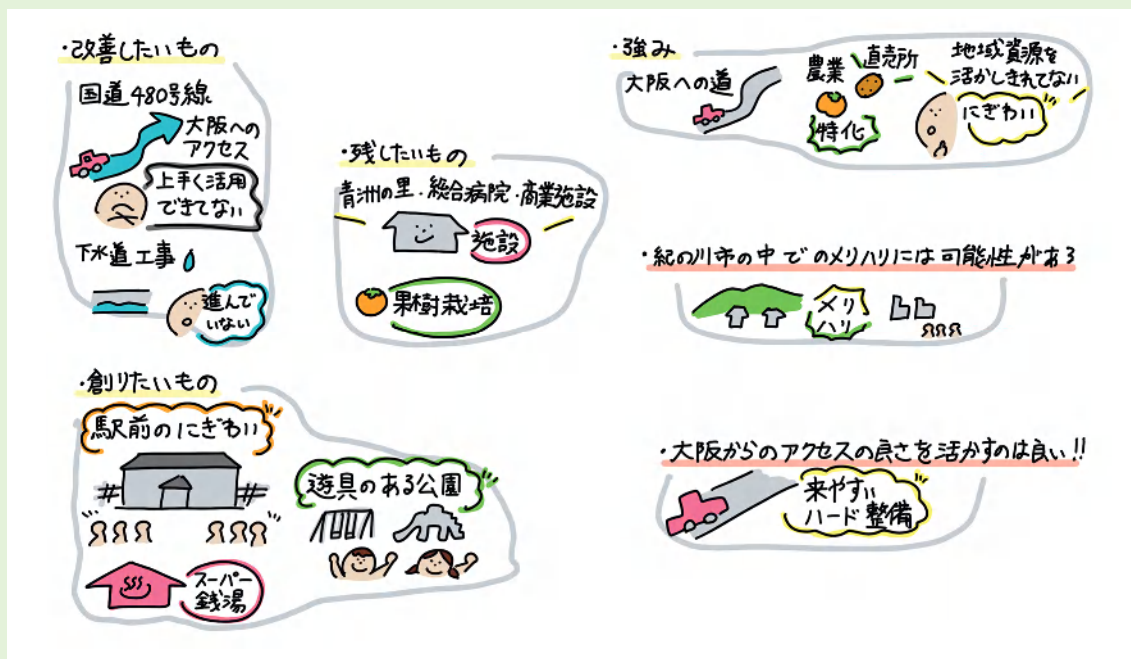 ・改善したいもの
国道480号線
大阪への
アクセス
上手く活用
できてない
下水道工事
進んで
いない
・残したいもの
青洲の里・総合病院・商業施設
施設
果樹栽培
・創りたいもの
駅前のにぎわい
遊具のある公園
スーパー
銭湯
・強み
大阪への道
農業
直売所
特化
地域資源を
活かしきれてない
にぎわい
・紀の川市の中でのメリハリには可能性がある
メリ
ハリ
・大阪からのアクセスの良さを活かすのは良い!!
来やすい
ハード整備